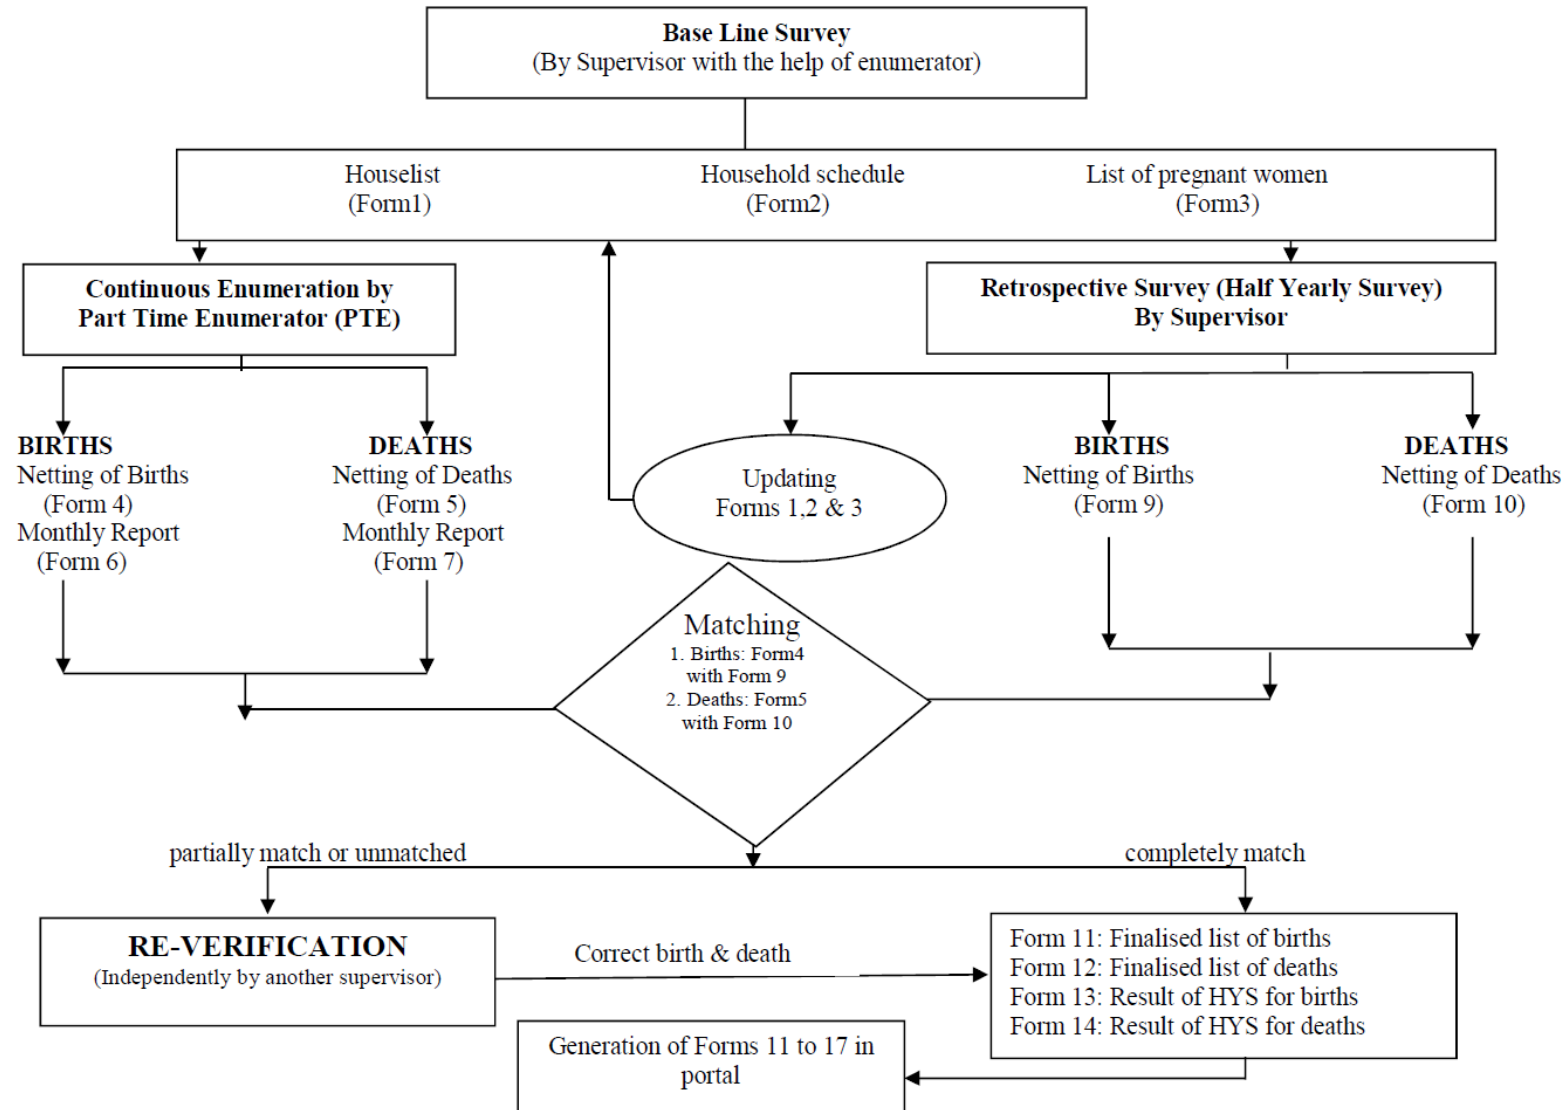 Base Line Survey
(By Supervisor with the help of enumerator)
Houselist
(Form1)
Household schedule
(Form2)
List of pregnant women
(Form3)
Continuous Enumeration by
Part Time Enumerator (PTE)
Retrospective Survey (Half Yearly Survey)
By Supervisor
BIRTHS
Netting of Births
(Form 4)
Monthly Report
(Form 6)
DEATHS
Netting of Deaths
(Form 5)
Monthly Report
(Form 7)
Updating
Forms 1,2 & 3
BIRTHS
Netting of Births
(Form 9)
DEATHS
Netting of Deaths
(Form 10)
Matching
1. Births: Form4
with Form 9
2. Deaths: Form5
with Form 10
partially match or unmatched
completely match
RE-VERIFICATION
(Independently by another supervisor)
Correct birth & death
Form 11: Finalised list of births
Form 12: Finalised list of deaths
Form 13: Result of HYS for births
Form 14: Result of HYS for deaths
Generation of Forms 11 to 17 in
portal